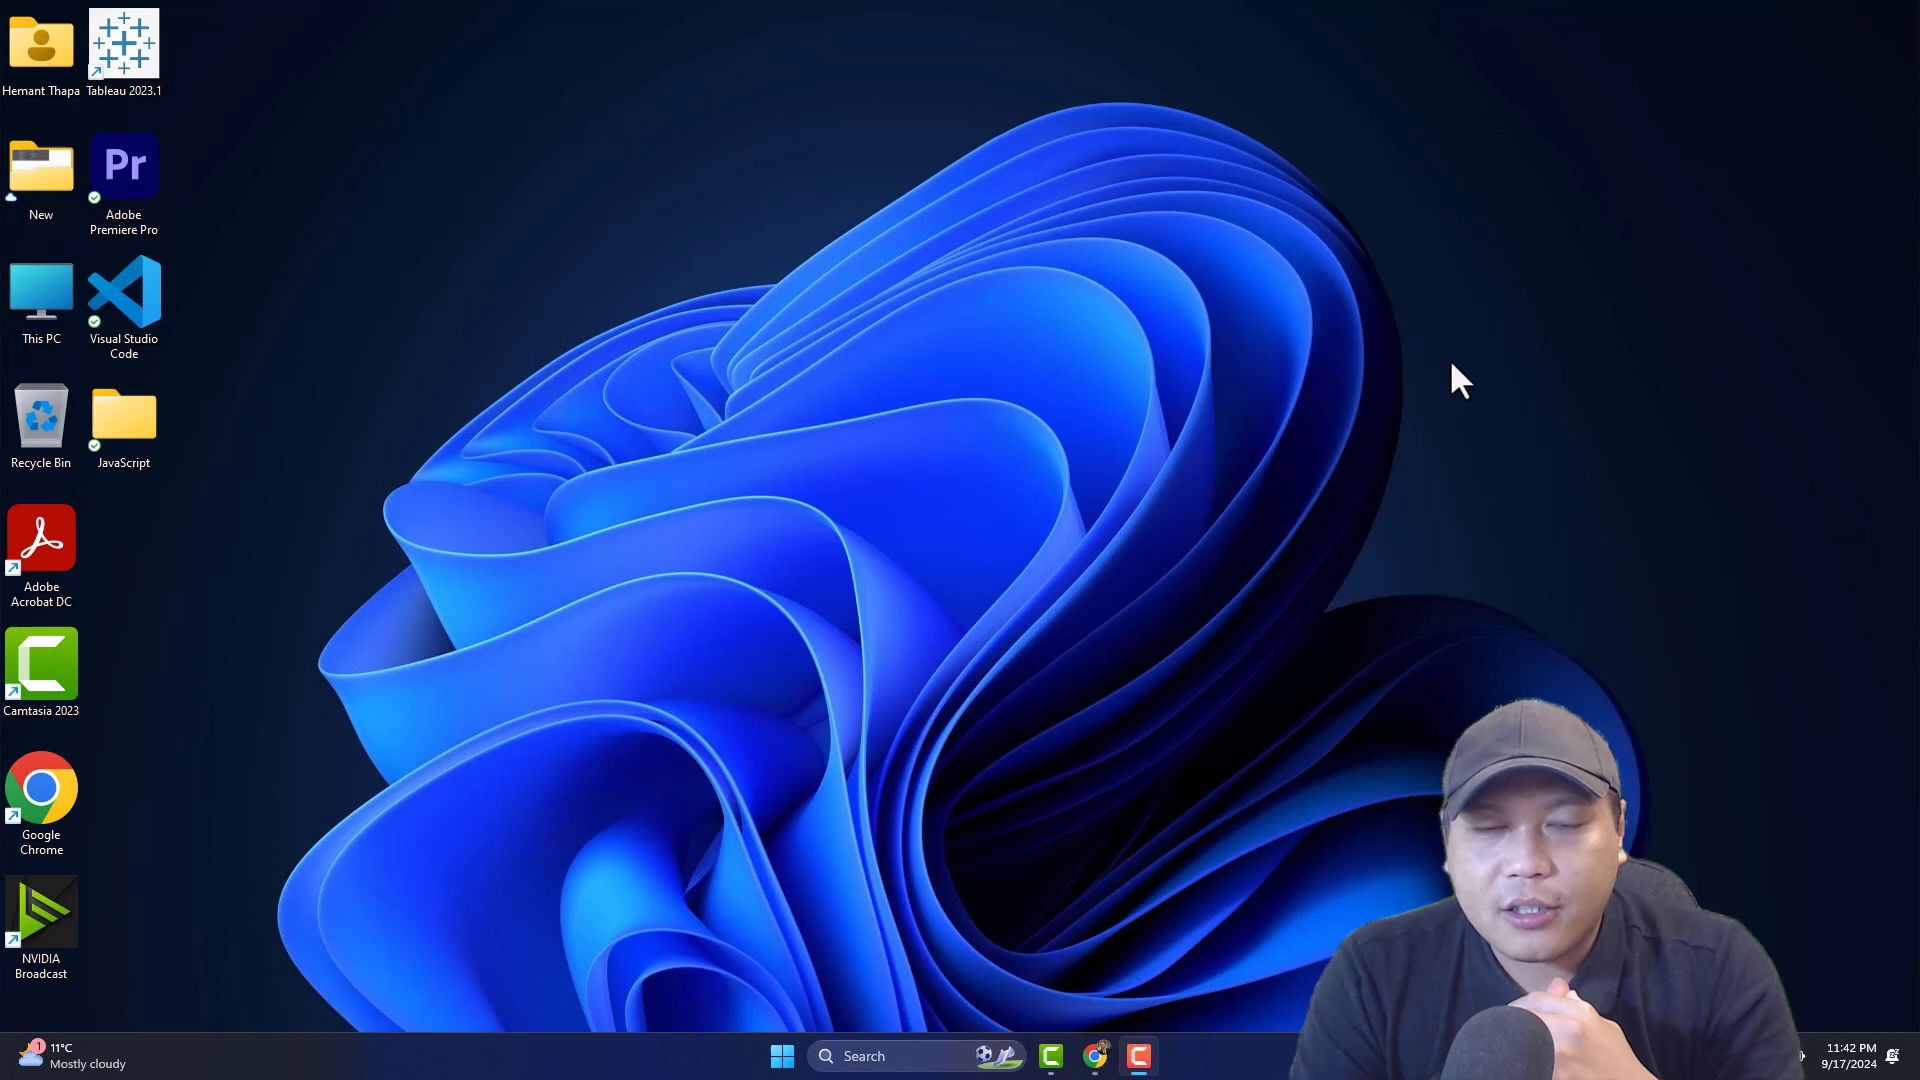 Hemant Thapa
Tableau 2023.1
New
Pr
Adobe
Premiere Pro
This PC
Visual Studio
Code
Recycle Bin
JavaScript
Adobe
Acrobat DC
Camtasia 2023
Google
Chrome
NVIDIA
Broadcast
1
11°C
Mostly cloudy
Search
11:42 PM
9/17/2024